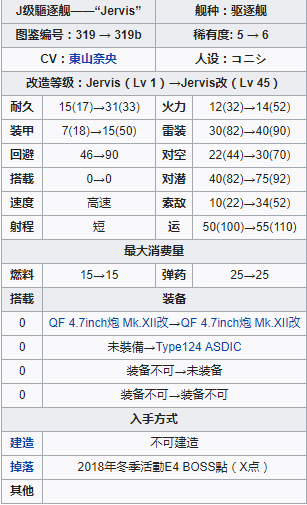 J級驅逐舰——“Jervis” 舰种：驱逐舰
图鉴编号：319 → 319b 稀有度: 5 → 6
CV：東山奈央 人设：コニシ
改造等级：Jervis（Lv 1）→Jervis改（Lv 45）
耐久 15(17)→31(33) 火力 12(32)→14(52)
装甲 7(18)→15(50) 雷装 30(82)→40(90)
回避 46→90 对空 22(44)→30(70)
搭载 0→0 对潜 40(82)→75(92)
速度 高速 索敌 10(22)→34(52)
射程 短 运 50(100)→55(110)
最大消费量
燃料 15→15 弹药 25→25
搭载 装备
0 QF 4.7inch炮 Mk.XII改→QF 4.7inch炮 Mk.XII改
0 未裝備→Type124 ASDIC
0 装备不可→未装备
0 装备不可→装备不可
入手方式
建造 不可建造
掉落 2018年冬季活動E4 BOSS點（X点）
其他